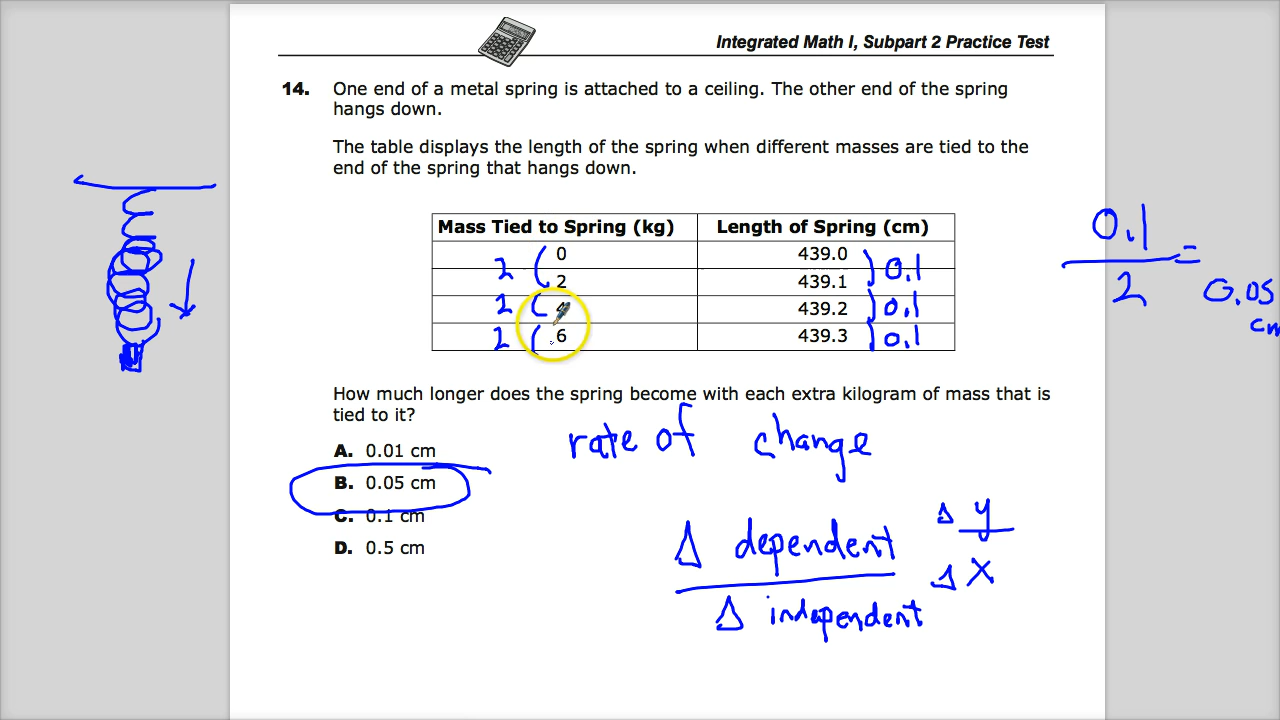 Integrated Math I, Subpart 2 Practice Test
14. One end of a metal spring is attached to a ceiling. The other end of the spring
hangs down.
The table displays the length of the spring when different masses are tied to the
end of the spring that hangs down.
Mass Tied to Spring (kg) Length of Spring (cm)
2 0 439.0 0.1
2 439.1
2 4 439.2 0.1
2 6 439.3 0.1
0.1
2
=
0.05
cm
How much longer does the spring become with each extra kilogram of mass that is
tied to it?
rate of change
A. 0.01 cm
B. 0.05 cm
C. 0.1 cm
D. 0.5 cm
Δ dependent
Δ independent
Δ y
Δ x